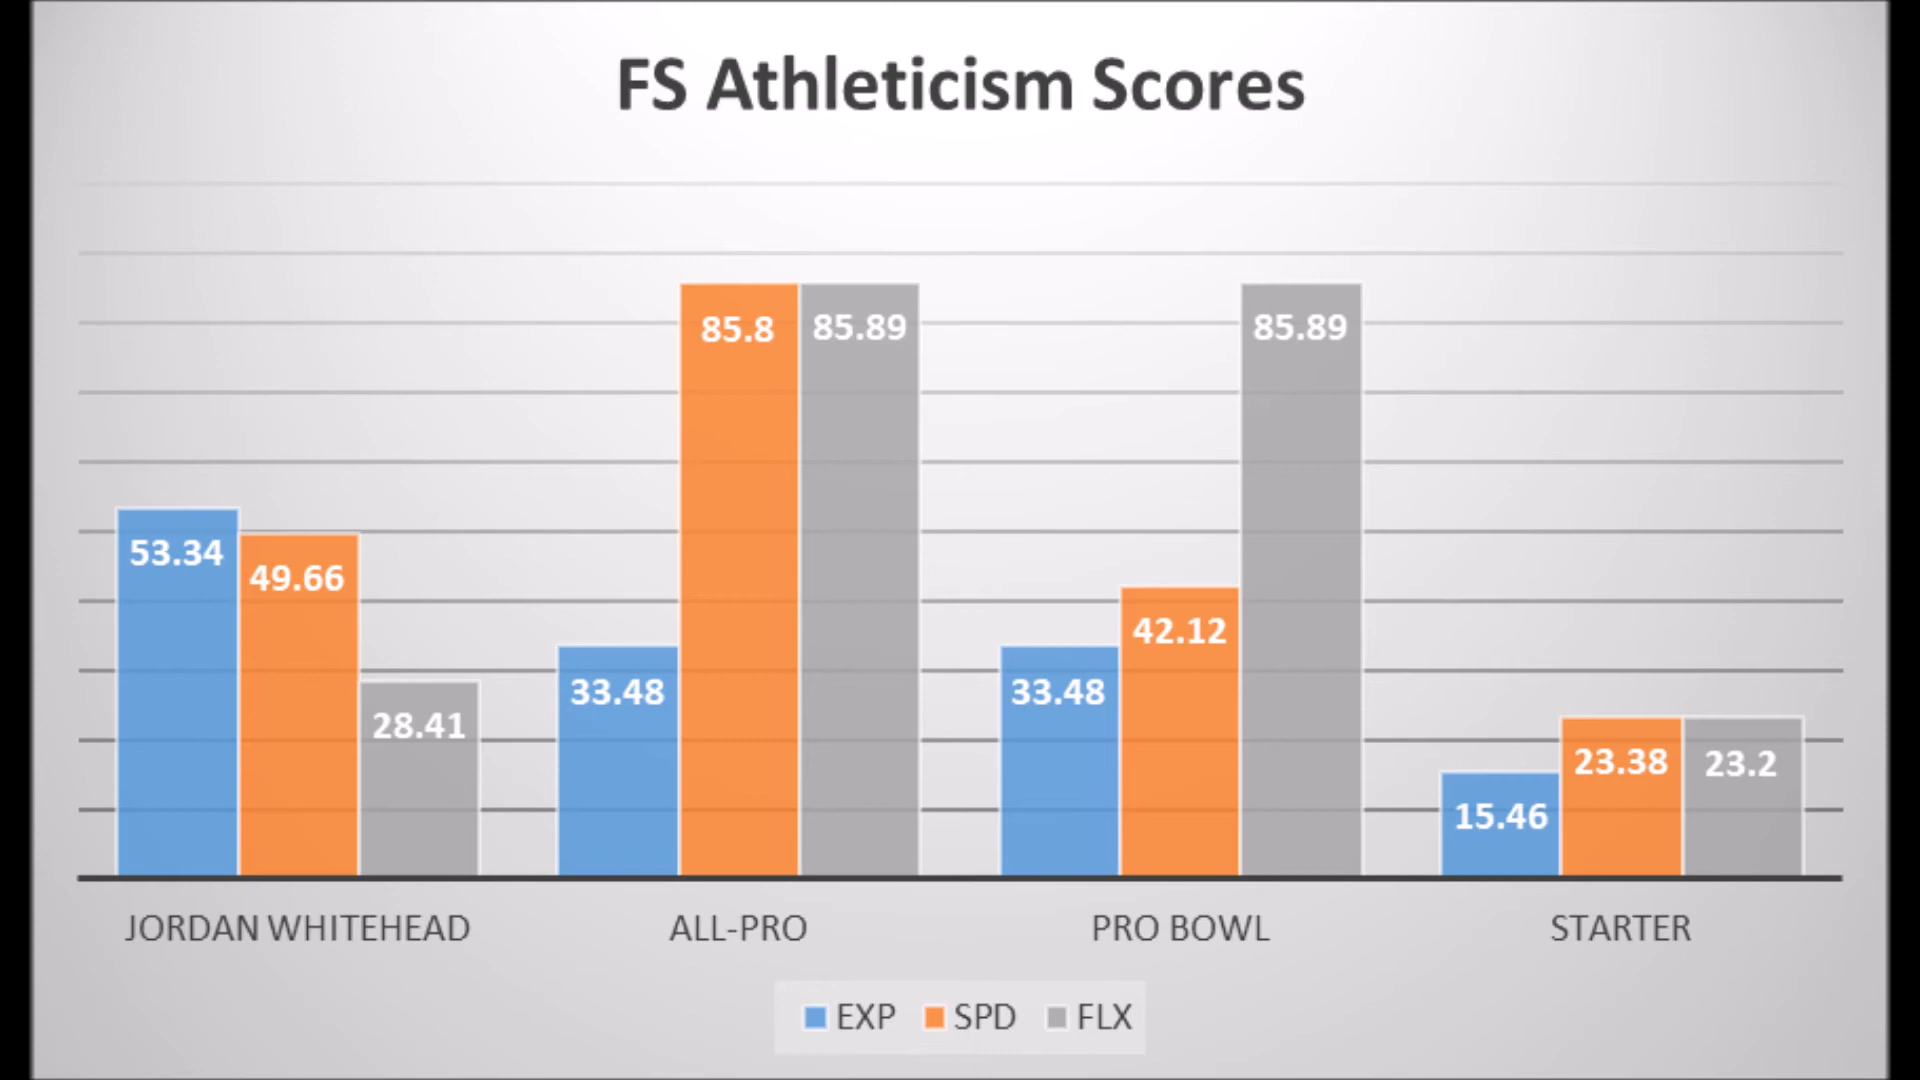 FS Athleticism Scores
53.34
49.66
28.41
33.48
85.8
85.89
33.48
42.12
85.89
15.46
23.38
23.2
JORDAN WHITEHEAD
ALL-PRO
PRO BOWL
STARTER
EXP SPD FLX